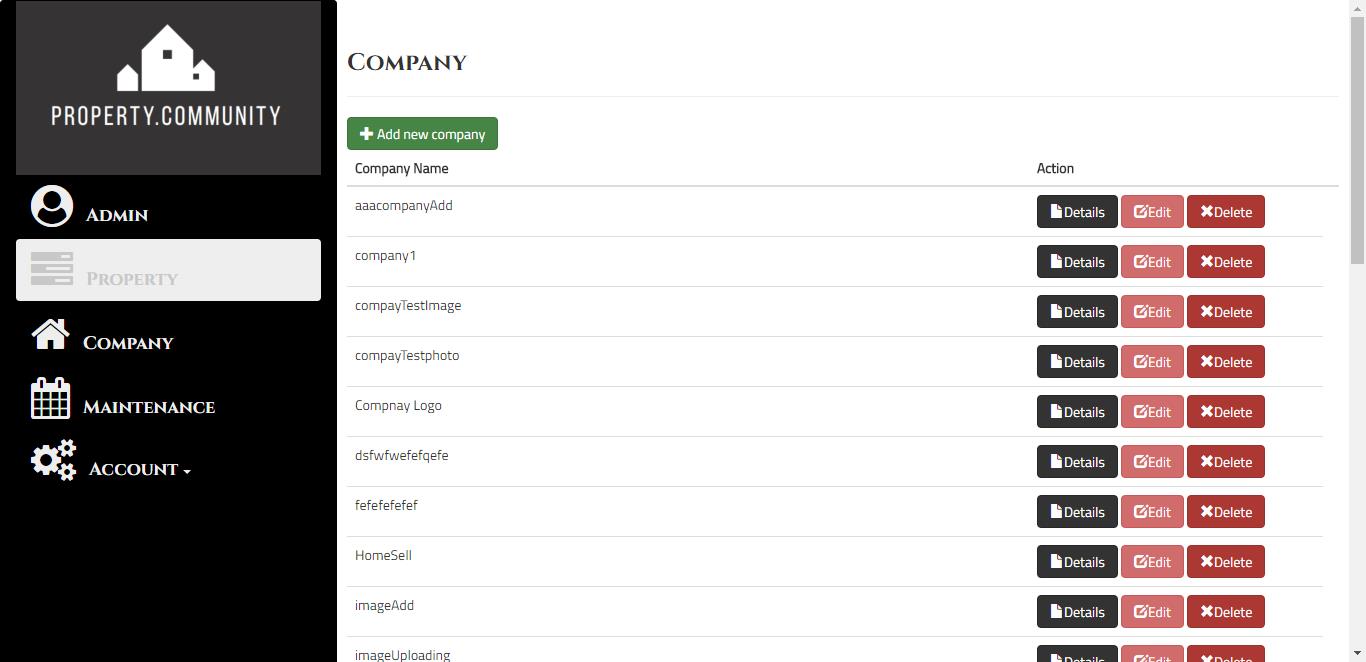 PROPERTY.COMMUNITY
Admin
Property
Company
Maintenance
Account
Company
Add new company
Company Name Action
aaacompanyAdd Details Edit Delete
company1 Details Edit Delete
compayTestImage Details Edit Delete
compayTestphoto Details Edit Delete
Compnay Logo Details Edit Delete
dsfwfwefefqefe Details Edit Delete
fefefefefef Details Edit Delete
HomeSell Details Edit Delete
imageAdd Details Edit Delete
imageUploading Details Edit Delete